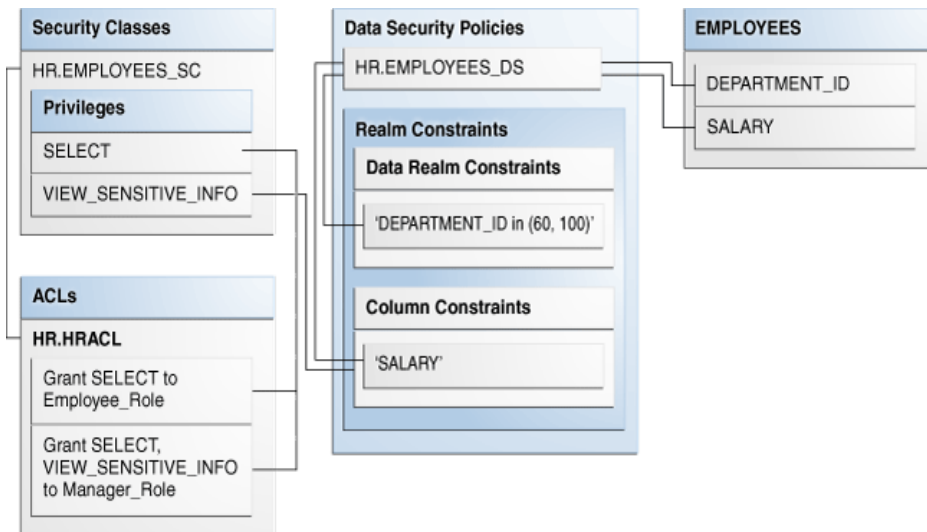 Security Classes
HR.EMPLOYEES_SC
Privileges
SELECT
VIEW_SENSITIVE_INFO
ACLs
HR.HRACL
Grant SELECT to
Employee_Role
Grant SELECT,
VIEW_SENSITIVE_INFO
to Manager_Role
Data Security Policies
HR.EMPLOYEES_DS
Realm Constraints
Data Realm Constraints
‘DEPARTMENT_ID in (60, 100)’
Column Constraints
‘SALARY’
EMPLOYEES
DEPARTMENT_ID
SALARY